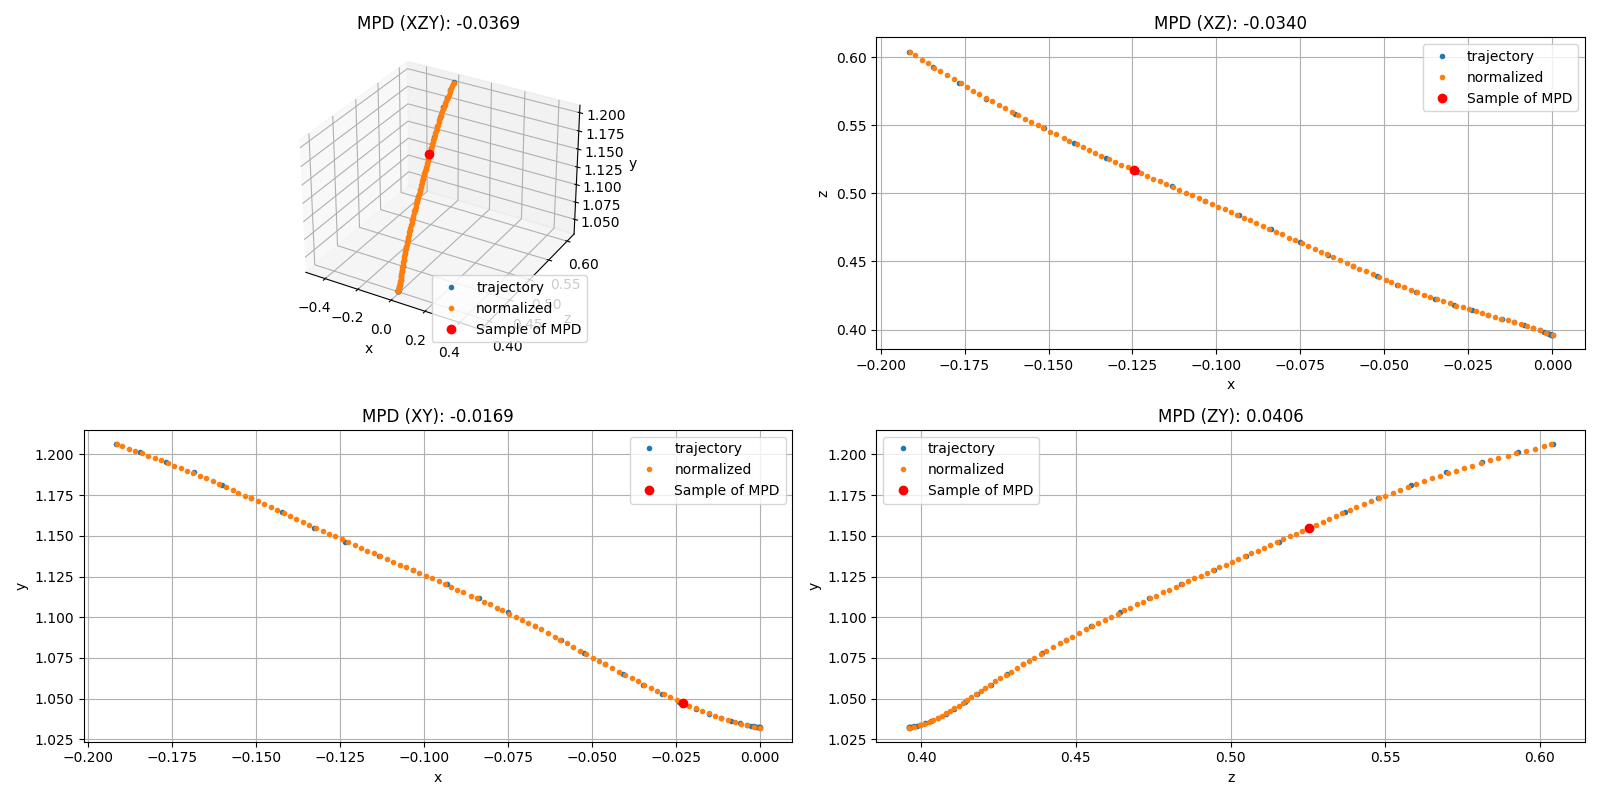 MPD (XZY): -0.0369
1.200
1.175
1.150
y
1.125
1.100
1.075
1.050
0.60
0.55
0.50
z
0.45
0.40
−0.4
−0.2
0.0
0.2
0.4
x
trajectory
normalized
Sample of MPD
MPD (XZ): -0.0340
trajectory
normalized
Sample of MPD
0.60
0.55
0.50
0.45
0.40
z
−0.200 −0.175 −0.150 −0.125 −0.100 −0.075 −0.050 −0.025 0.000
x
MPD (XY): -0.0169
trajectory
normalized
Sample of MPD
1.200
1.175
1.150
1.125
1.100
1.075
1.050
1.025
y
−0.200 −0.175 −0.150 −0.125 −0.100 −0.075 −0.050 −0.025 0.000
x
MPD (ZY): 0.0406
trajectory
normalized
Sample of MPD
1.200
1.175
1.150
1.125
1.100
1.075
1.050
1.025
y
0.40 0.45 0.50 0.55 0.60
z